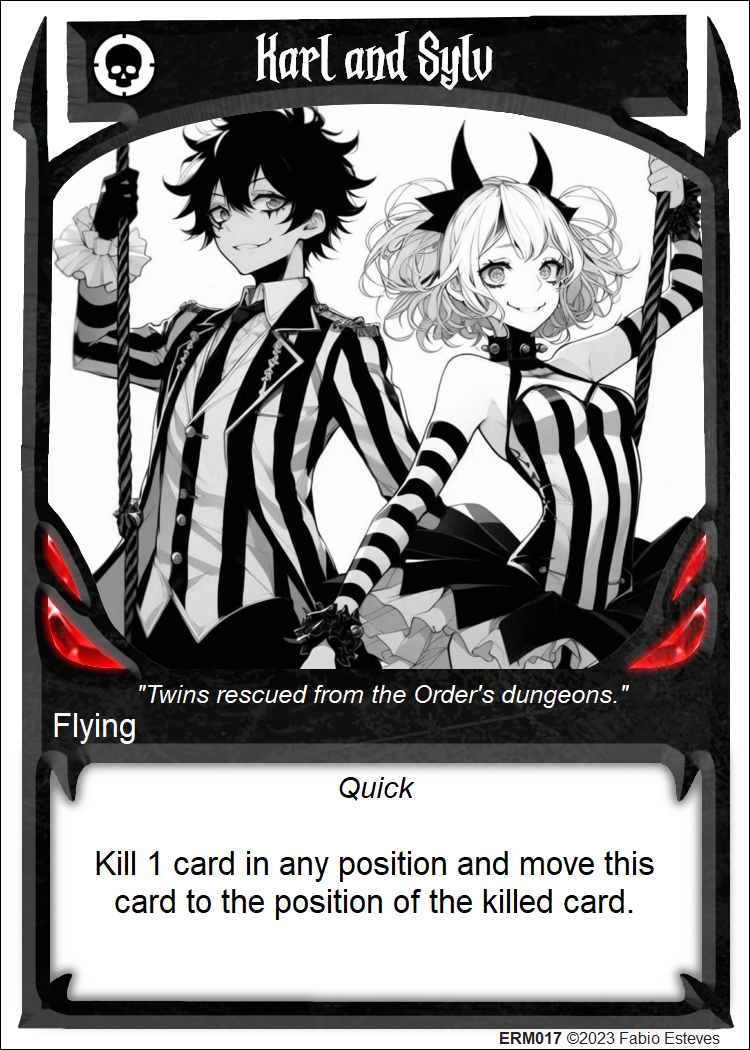 Karl and Sylv
"Twins rescued from the Order's dungeons."
Flying
Quick
Kill 1 card in any position and move this
card to the position of the killed card.
ERM017 ©2023 Fabio Esteves